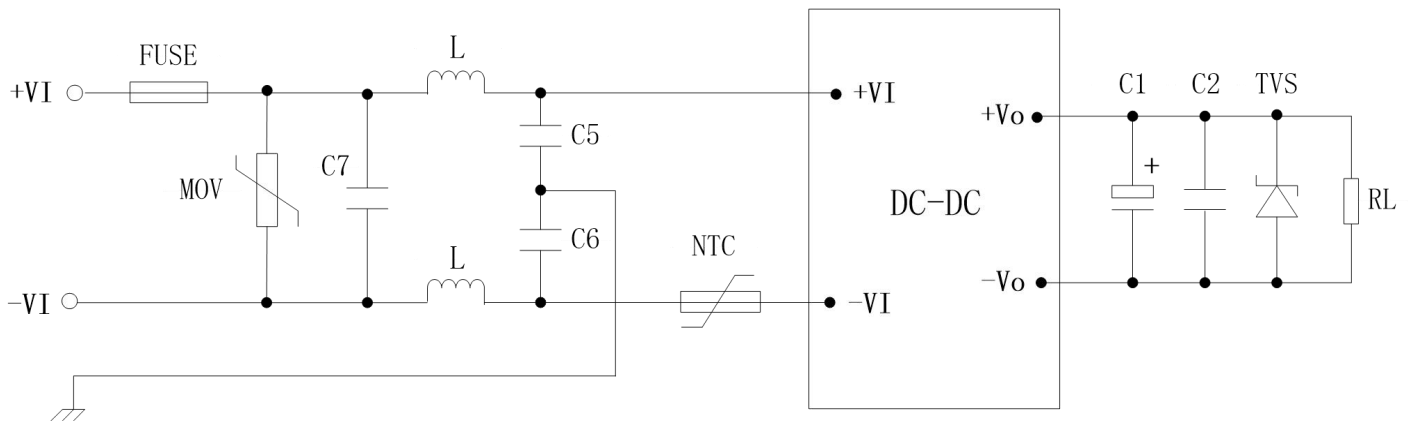 FUSE
L
+VI
+VI
C1
C2
TVS
+Vo
C5
C7
MOV
+
DC-DC
RL
C6
NTC
L
-Vo
-VI
-VI